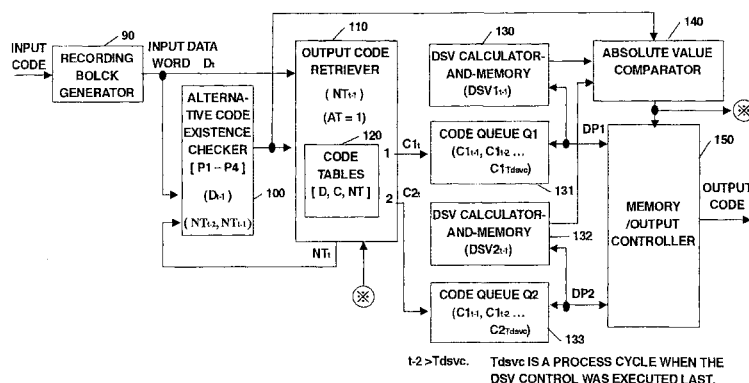 INPUT
CODE
90
RECORDING
BOLCK
GENERATOR
INPUT DATA
WORD Dt
ALTERNA-
TIVE CODE
EXISTENCE
CHECKER
[ P1 -- P4 ]
(Dt-1)
(NTt-2, NTt-1)
100
110
OUTPUT CODE
RETRIEVER
( NTt-1)
(AT = 1)
120
CODE
TABLES
[ D, C, NT ]
NTt
※
1
C1t
2
C2t
130
DSV CALCULATOR-
AND-MEMORY
(DSV1t-1)
CODE QUEUE Q1
(C1t-1, C1t-2 ...
C1Tdsvc)
131
DSV CALCULATOR-
AND-MEMORY
(DSV2t-1)
132
CODE QUEUE Q2
(C1t-1, C1t-2 ...
C2Tdsvc)
133
DP1
DP2
140
ABSOLUTE VALUE
COMPARATOR
※
150
MEMORY
/OUTPUT
CONTROLLER
OUTPUT
CODE
t-2 >Tdsvc.
Tdsvc IS A PROCESS CYCLE WHEN THE
DSV CONTROL WAS EXECUTED LAST.